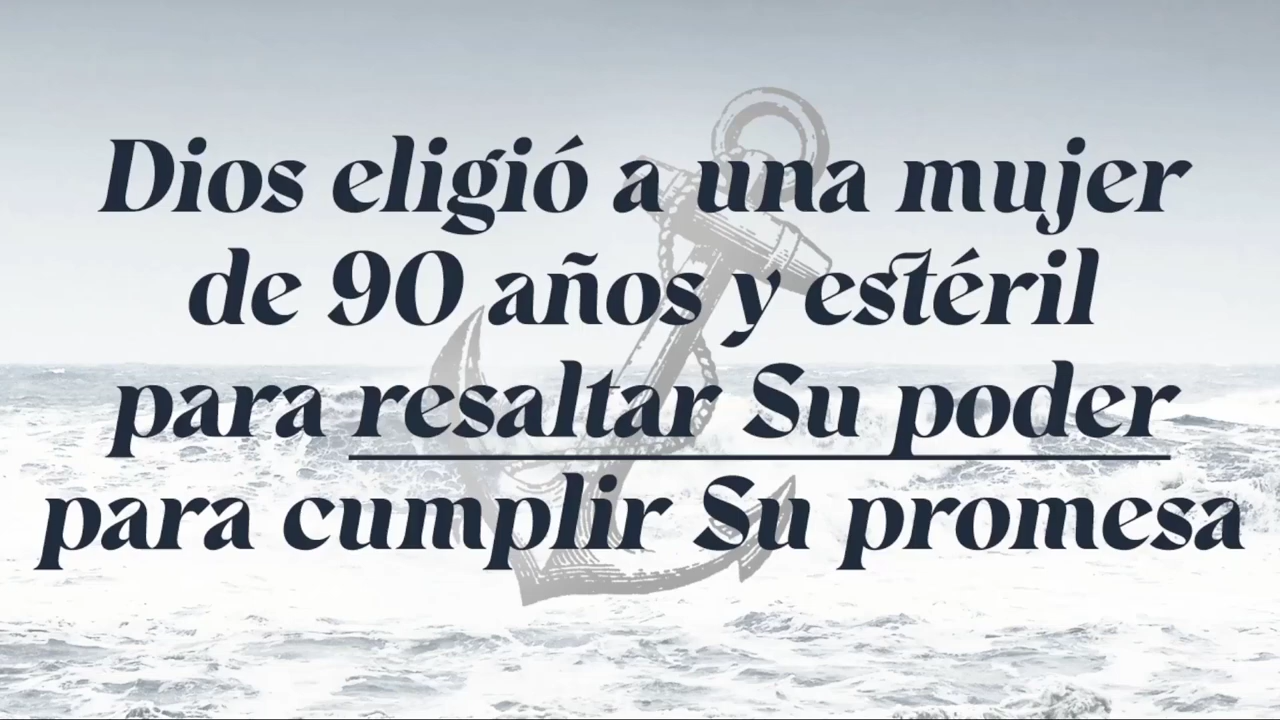 Dios eligió a una mujer
de 90 años y estéril
para resaltar Su poder
para cumplir Su promesa